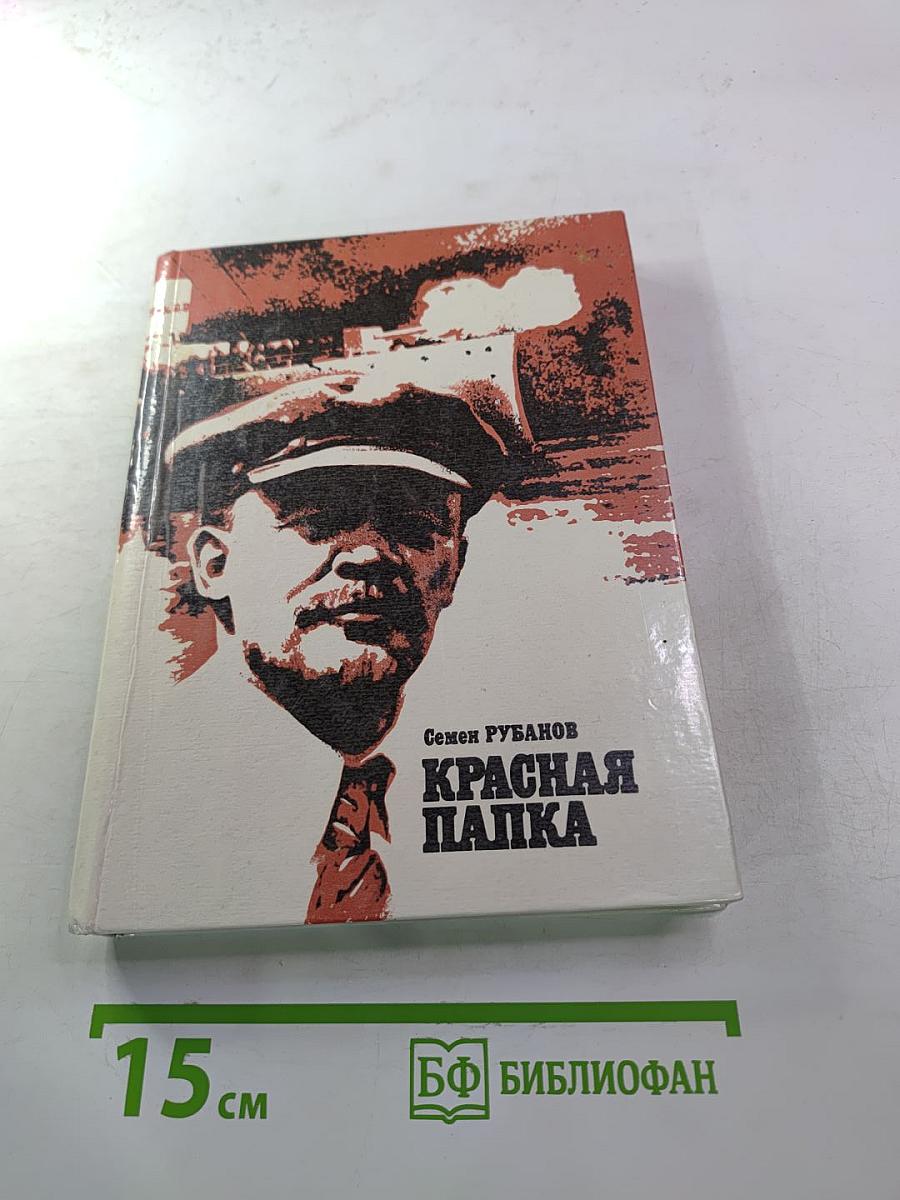 Семен РУБАНОВ
КРАСНАЯ
ПАПКА
15 см
БФ БИБЛИОФАН